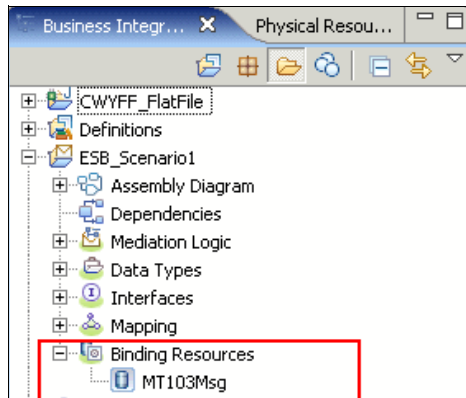 Business Integr... Physical Resou...
CWYFF_FlatFile
Definitions
ESB_Scenario1
Assembly Diagram
Dependencies
Mediation Logic
Data Types
Interfaces
Mapping
Binding Resources
MT103Msg